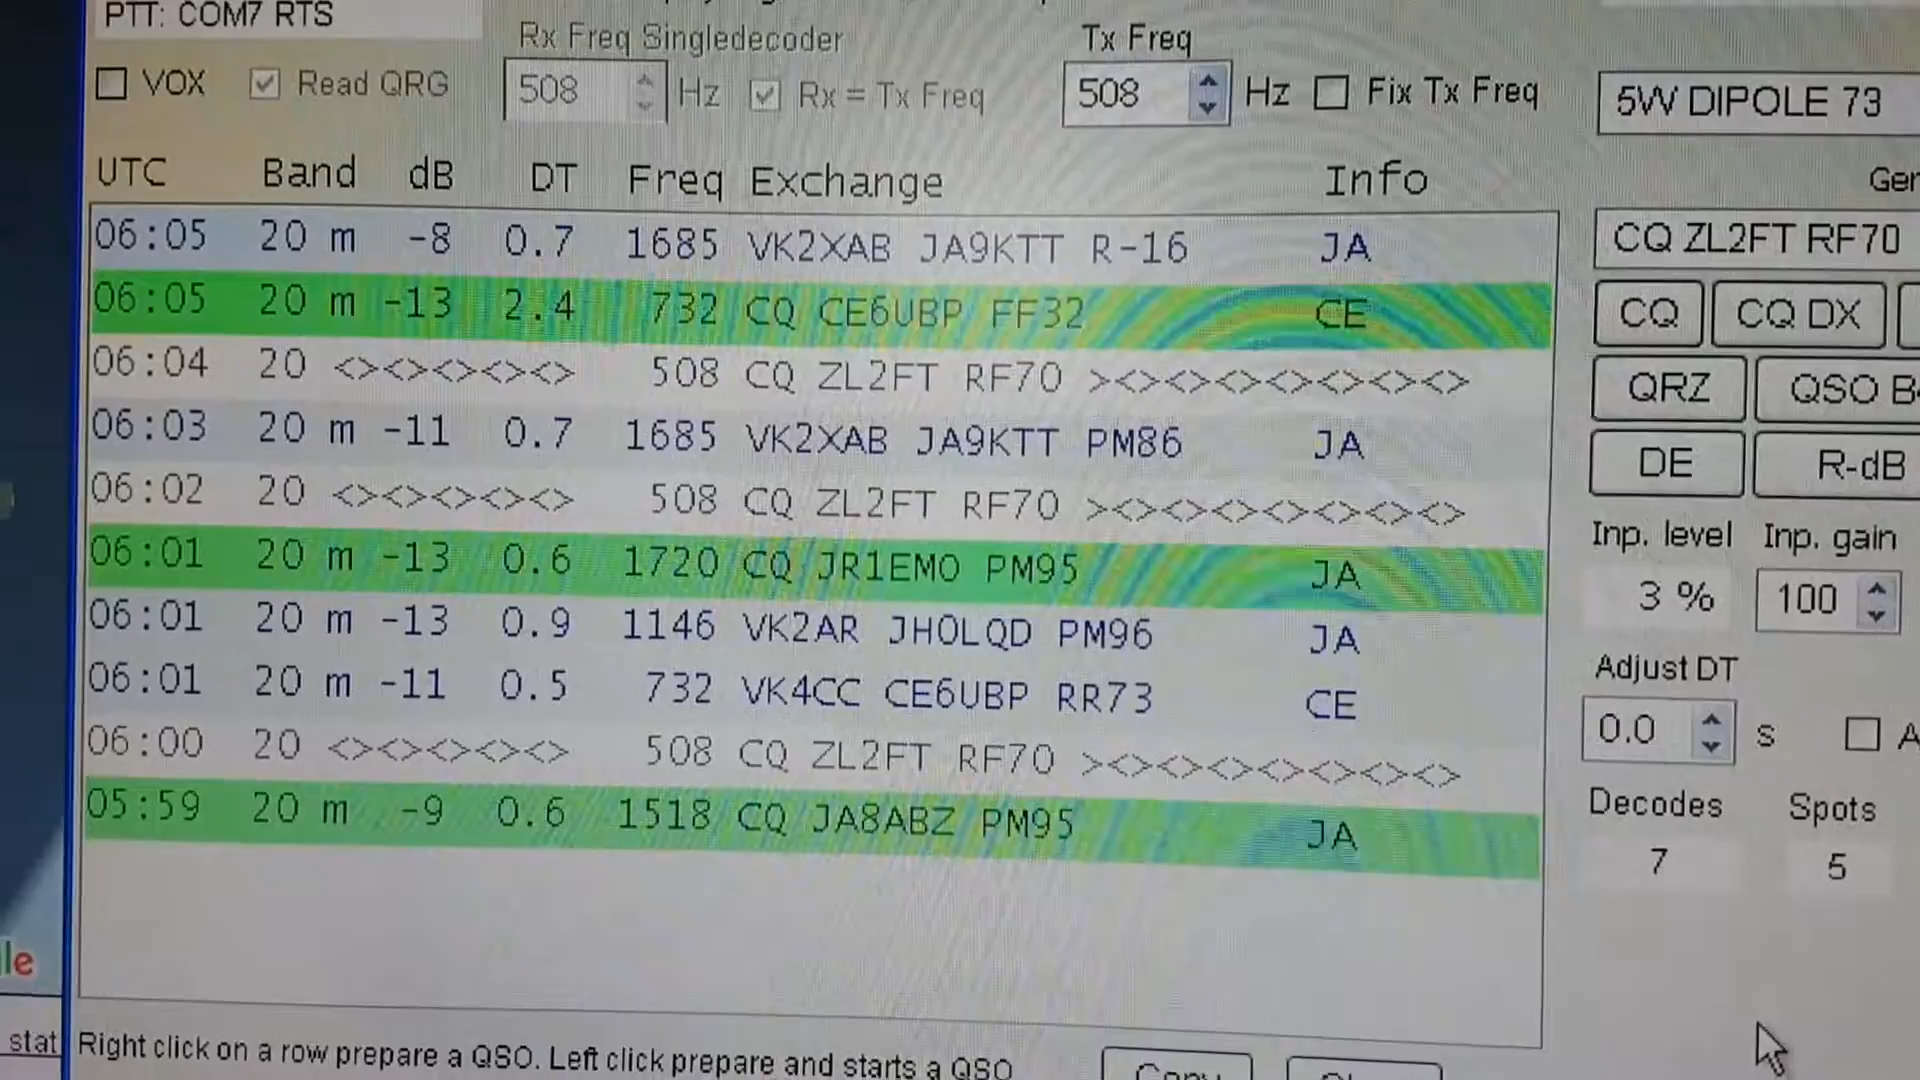 PTT: COM7 RTS
VOX Read QRG
Rx Freq Singledecoder
508 Hz Rx = Tx Freq
Tx Freq
508 Hz Fix Tx Freq
5W DIPOLE 73
UTC Band dB DT Freq Exchange Info
06:05 20 m -8 0.7 1685 VK2XAB JA9KTT R-16 JA
06:05 20 m -13 2.4 732 CQ CE6UBP FF32 CE
06:04 20 <><><><><> 508 CQ ZL2FT RF70 ><><><><><><><><>
06:03 20 m -11 0.7 1685 VK2XAB JA9KTT PM86 JA
06:02 20 <><><><><> 508 CQ ZL2FT RF70 ><><><><><><><><>
06:01 20 m -13 0.6 1720 CQ JR1EMO PM95 JA
06:01 20 m -13 0.9 1146 VK2AR JH0LQD PM96 JA
06:01 20 m -11 0.5 732 VK4CC CE6UBP RR73 CE
06:00 20 <><><><><> 508 CQ ZL2FT RF70 ><><><><><><><><>
05:59 20 m -9 0.6 1518 CQ JA8ABZ PM95 JA
Gen
CQ ZL2FT RF70
CQ CQ DX
QRZ QSO B
DE R-dB
Inp. level Inp. gain
3 % 100
Adjust DT
0.0 s A
Decodes Spots
7 5
le
stat
Right click on a row prepare a QSO. Left click prepare and starts a QSO
Copy